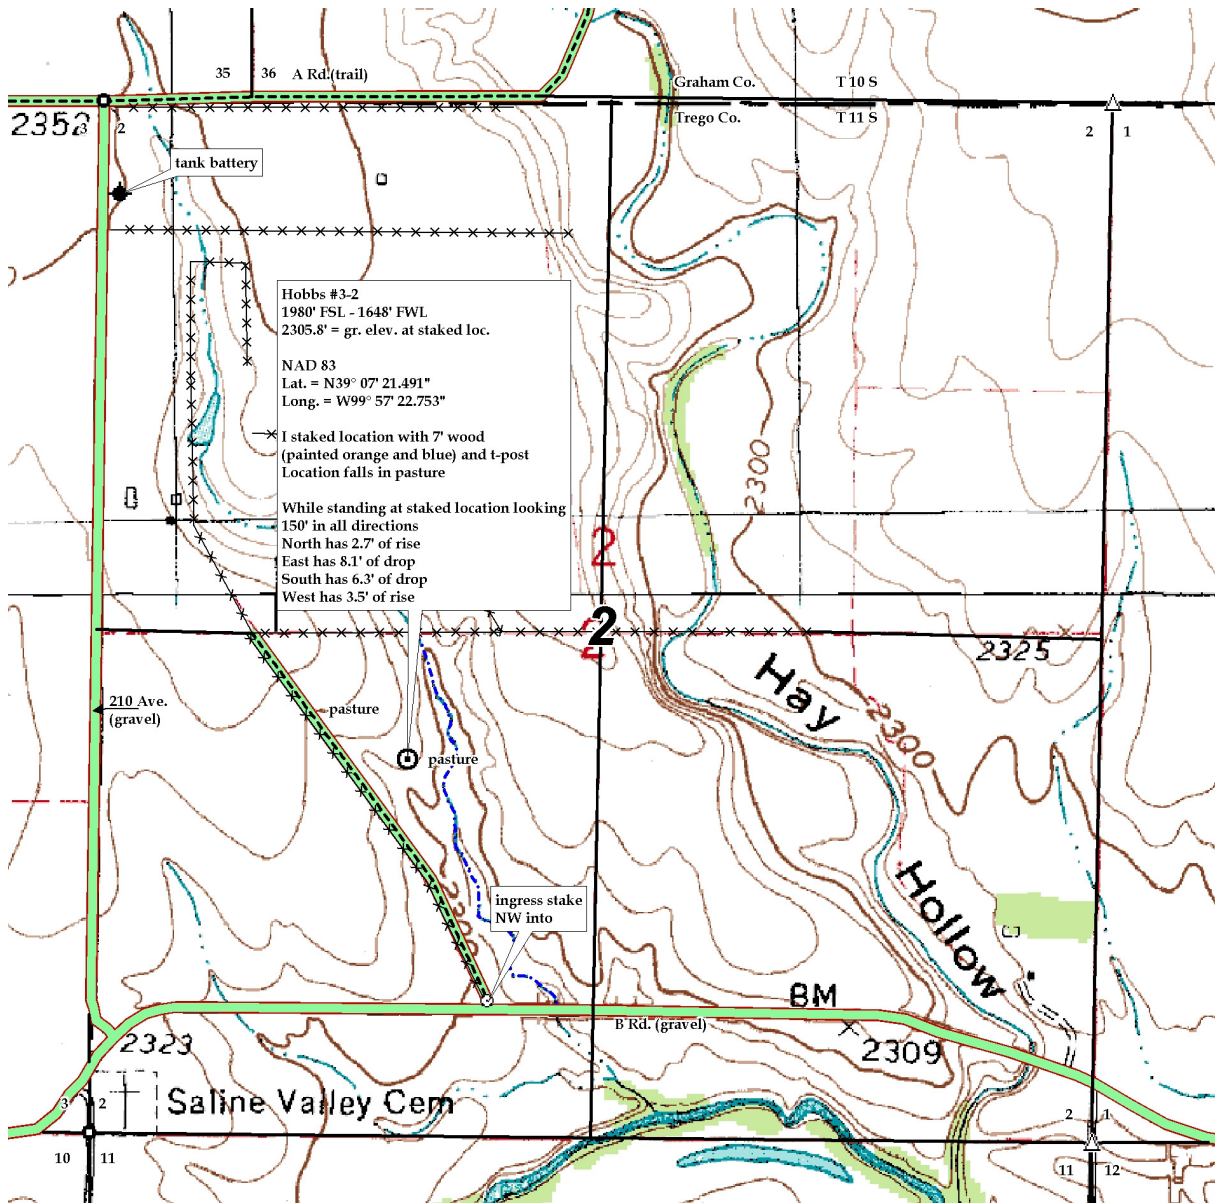 35
36
A Rd.(trail)
Graham Co.
T 10 S
Trego Co.
T 11 S
2352
3
2
2
1
tank battery
Hobbs #3-2
1980' FSL - 1648' FWL
2305.8' = gr. elev. at staked loc.
NAD 83
Lat. = N39° 07' 21.491"
Long. = W99° 57' 22.753"
I staked location with 7' wood
(painted orange and blue) and t-post
Location falls in pasture
While standing at staked location looking
150' in all directions
North has 2.7' of rise
East has 8.1' of drop
South has 6.3' of drop
West has 3.5' of rise
2300
2
2
2325
Hay
210 Ave.
(gravel)
pasture
2300
pasture
Hollow
2300
ingress stake
NW into
BM
B Rd. (gravel)
2323
2309
3
2
Saline Valley Cem
2
1
10
11
11
12